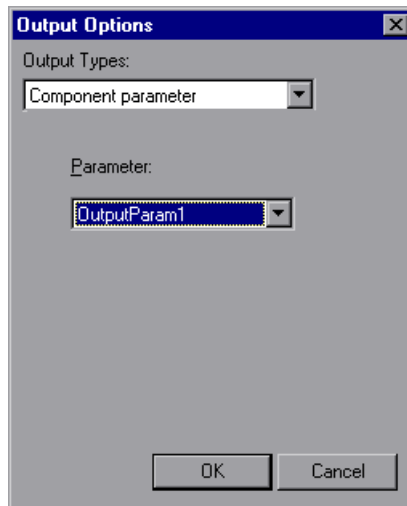 Output Options
Output Types:
Component parameter
Parameter:
OutputParam1
OK
Cancel